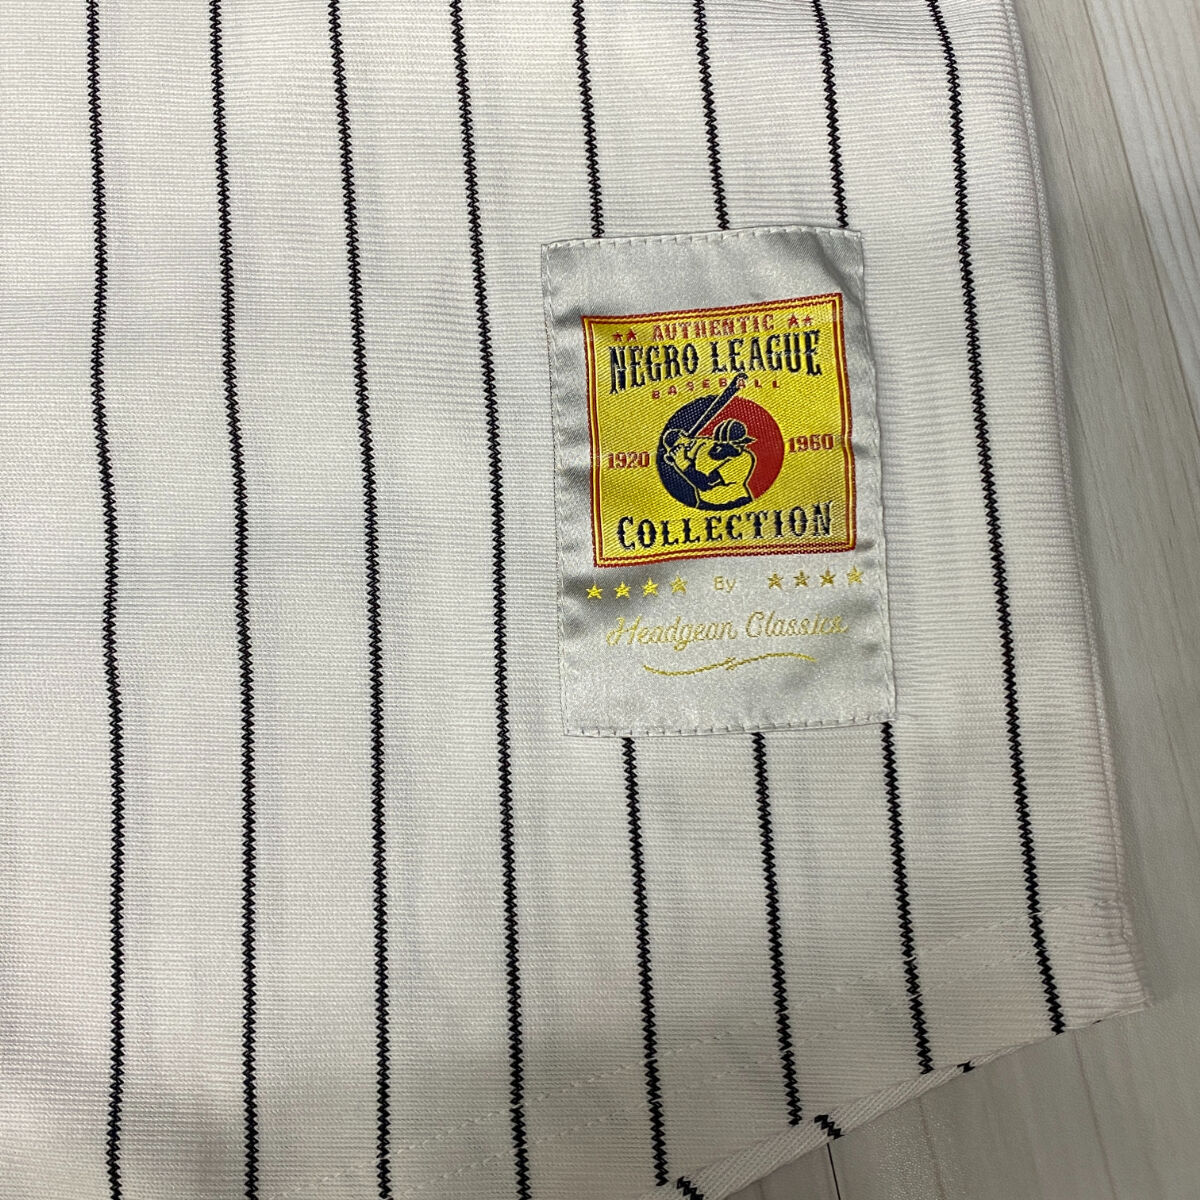 ★★ AUTHENTIC ★★
NEGRO LEAGUE
BASEBALL
1920 1960
COLLECTION
★★★★ By ★★★★
Headgear Classics